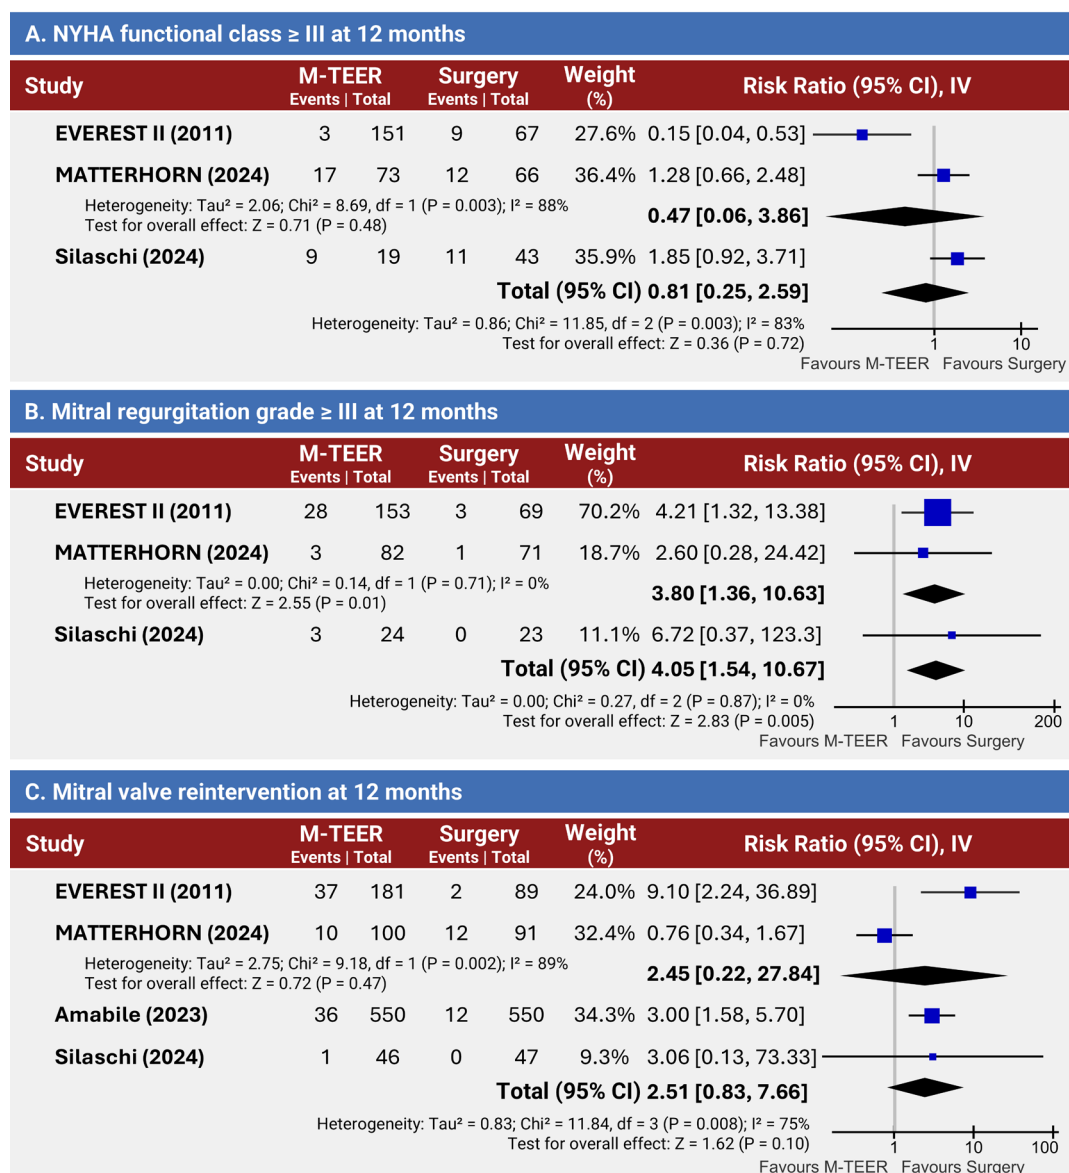 A. NYHA functional class ≥ III at 12 months
Study M-TEER Surgery Weight Risk Ratio (95% CI), IV
Events | Total Events | Total (%)
EVEREST II (2011) 3 151 9 67 27.6% 0.15 [0.04, 0.53]
MATTERHORN (2024) 17 73 12 66 36.4% 1.28 [0.66, 2.48]
Heterogeneity: Tau² = 2.06; Chi² = 8.69, df = 1 (P = 0.003); I² = 88%
0.47 [0.06, 3.86]
Test for overall effect: Z = 0.71 (P = 0.48)
Silaschi (2024) 9 19 11 43 35.9% 1.85 [0.92, 3.71]
Total (95% CI) 0.81 [0.25, 2.59]
Heterogeneity: Tau² = 0.86; Chi² = 11.85, df = 2 (P = 0.003); I² = 83%
Test for overall effect: Z = 0.36 (P = 0.72)
1 10
Favours M-TEER Favours Surgery
B. Mitral regurgitation grade ≥ III at 12 months
Study M-TEER Surgery Weight Risk Ratio (95% CI), IV
Events | Total Events | Total (%)
EVEREST II (2011) 28 153 3 69 70.2% 4.21 [1.32, 13.38]
MATTERHORN (2024) 3 82 1 71 18.7% 2.60 [0.28, 24.42]
Heterogeneity: Tau² = 0.00; Chi² = 0.14, df = 1 (P = 0.71); I² = 0%
3.80 [1.36, 10.63]
Test for overall effect: Z = 2.55 (P = 0.01)
Silaschi (2024) 3 24 0 23 11.1% 6.72 [0.37, 123.3]
Total (95% CI) 4.05 [1.54, 10.67]
Heterogeneity: Tau² = 0.00; Chi² = 0.27, df = 2 (P = 0.87); I² = 0%
Test for overall effect: Z = 2.83 (P = 0.005)
1 10 200
Favours M-TEER Favours Surgery
C. Mitral valve reintervention at 12 months
Study M-TEER Surgery Weight Risk Ratio (95% CI), IV
Events | Total Events | Total (%)
EVEREST II (2011) 37 181 2 89 24.0% 9.10 [2.24, 36.89]
MATTERHORN (2024) 10 100 12 91 32.4% 0.76 [0.34, 1.67]
Heterogeneity: Tau² = 2.75; Chi² = 9.18, df = 1 (P = 0.002); I² = 89%
2.45 [0.22, 27.84]
Test for overall effect: Z = 0.72 (P = 0.47)
Amabile (2023) 36 550 12 550 34.3% 3.00 [1.58, 5.70]
Silaschi (2024) 1 46 0 47 9.3% 3.06 [0.13, 73.33]
Total (95% CI) 2.51 [0.83, 7.66]
Heterogeneity: Tau² = 0.83; Chi² = 11.84, df = 3 (P = 0.008); I² = 75%
Test for overall effect: Z = 1.62 (P = 0.10)
1 10 100
Favours M-TEER Favours Surgery